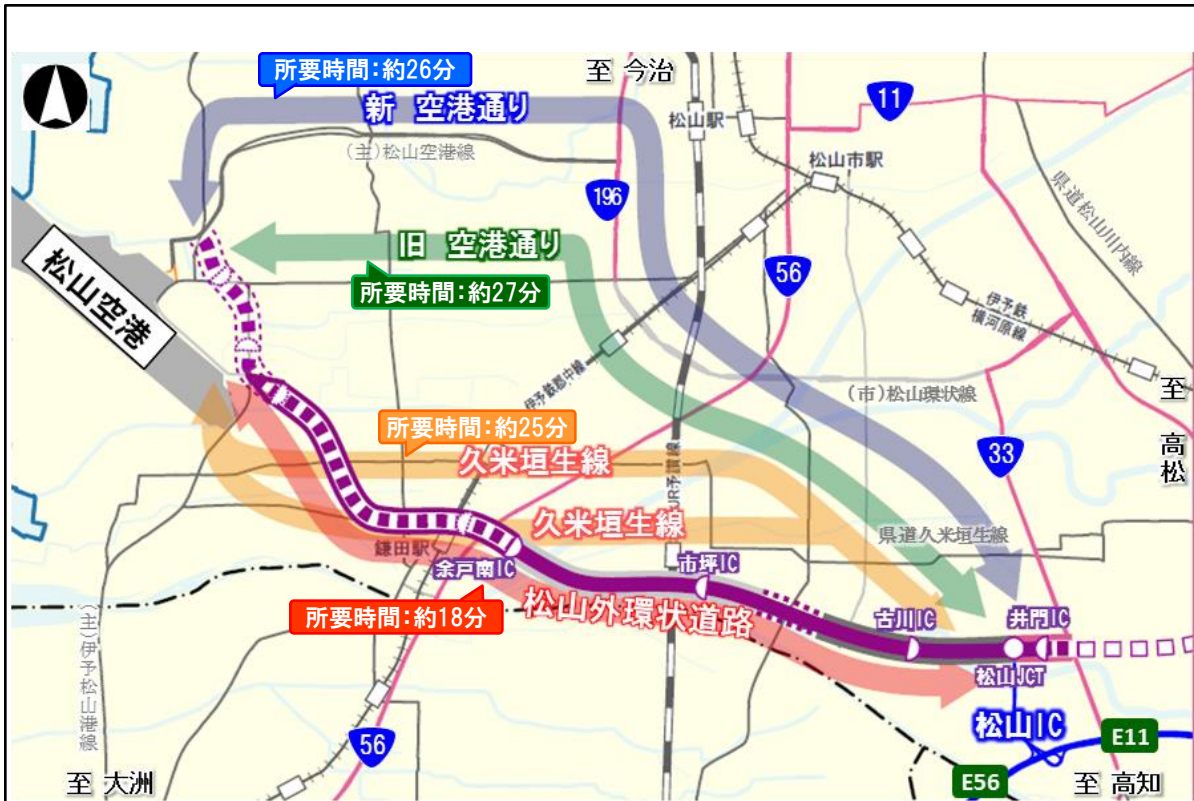 所要時間:約26分
至 今治
新 空港通り
11
松山駅
(主)松山空港線
松山市駅
県道松山川内線
196
旧 空港通り
56
松山空港
所要時間:約27分
伊予鉄
横河原線
伊予鉄郡中線
(市)松山環状線
至
高松
所要時間:約25分
久米垣生線
33
JR予讃線
久米垣生線
県道久米垣生線
鎌田駅
余戸南IC
市坪IC
所要時間:約18分
松山外環状道路
古川IC
井門IC
松山JCT
(主)伊予松山港線
松山IC
56
E11
至 大洲
E56
至 高知